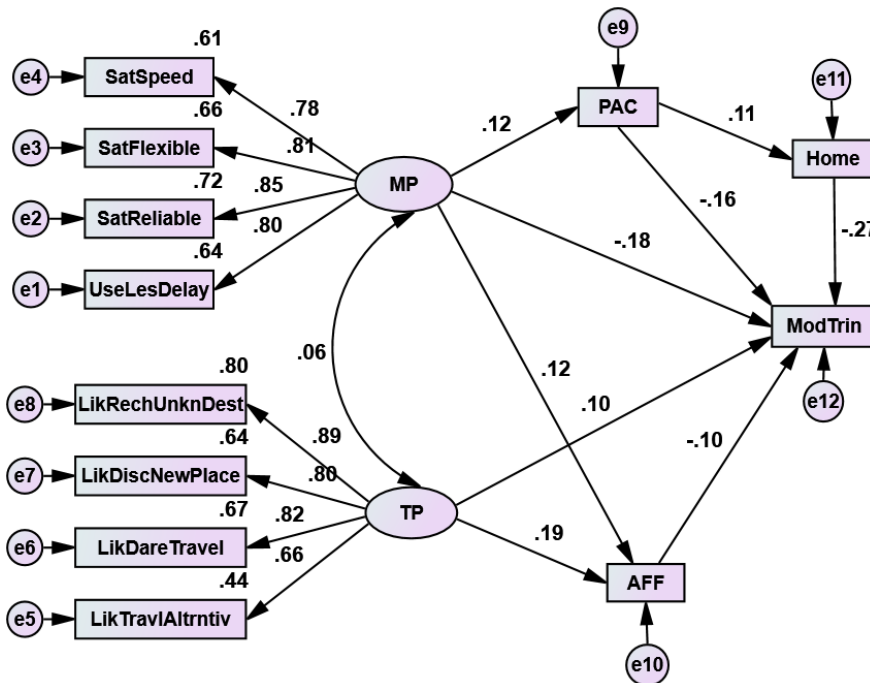 e9
.61
e4
SatSpeed
e11
PAC
.78
.66
.11
.12
e3
SatFlexible
.81
Home
.72
MP
.85
e2
SatReliable
-.16
.80
-.18
-.27
.64
e1
UseLesDelay
ModTrin
.06
.80
.12
e12
e8
LikRechUnknDest
.10
.89
.64
-.10
e7
LikDiscNewPlace
.80
.67
TP
.82
.19
e6
LikDareTravel
.66
.44
AFF
e5
LikTravlAltrntiv
e10